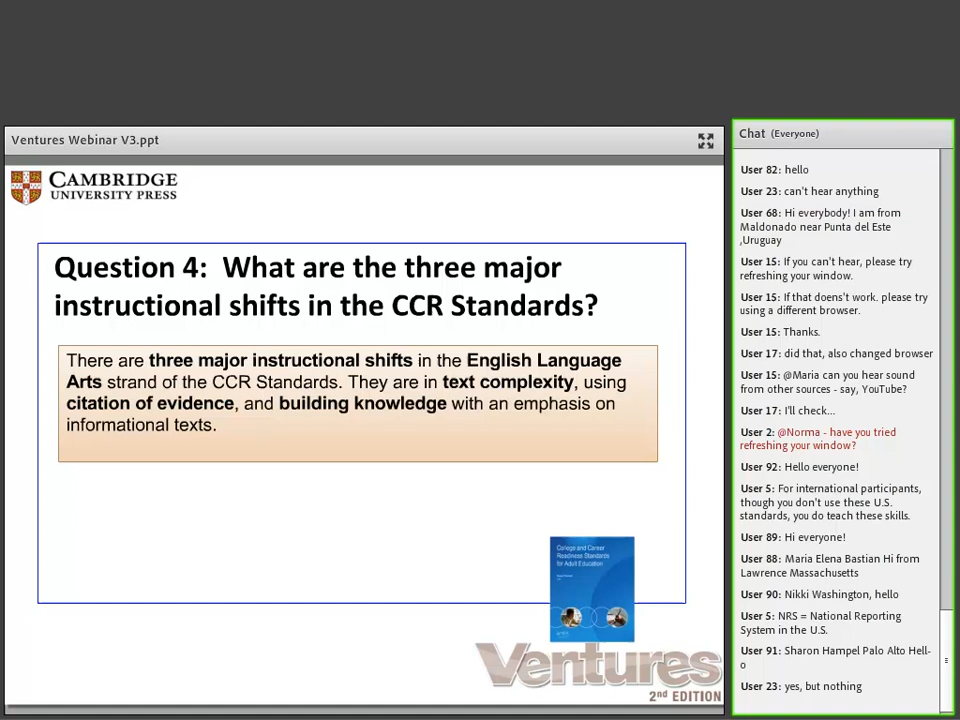 Ventures Webinar V3.ppt
CAMBRIDGE
UNIVERSITY PRESS
Question 4: What are the three major
instructional shifts in the CCR Standards?
There are three major instructional shifts in the English Language
Arts strand of the CCR Standards. They are in text complexity, using
citation of evidence, and building knowledge with an emphasis on
informational texts.
College and Career
Readiness Standards
for Adult Education
Ventures
2nd EDITION
Chat (Everyone)
User 82: hello
User 23: can't hear anything
User 68: Hi everybody! I am from
Maldonado near Punta del Este
,Uruguay
User 15: If you can't hear, please try
refreshing your window.
User 15: If that doens't work. please try
using a different browser.
User 15: Thanks.
User 17: did that, also changed browser
User 15: @Maria can you hear sound
from other sources - say, YouTube?
User 17: I'll check...
User 2: @Norma - have you tried
refreshing your window?
User 92: Hello everyone!
User 5: For international participants,
though you don't use these U.S.
standards, you do teach these skills.
User 89: Hi everyone!
User 88: Maria Elena Bastian Hi from
Lawrence Massachusetts
User 90: Nikki Washington, hello
User 5: NRS = National Reporting
System in the U.S.
User 91: Sharon Hampel Palo Alto Hell-
o
User 23: yes, but nothing